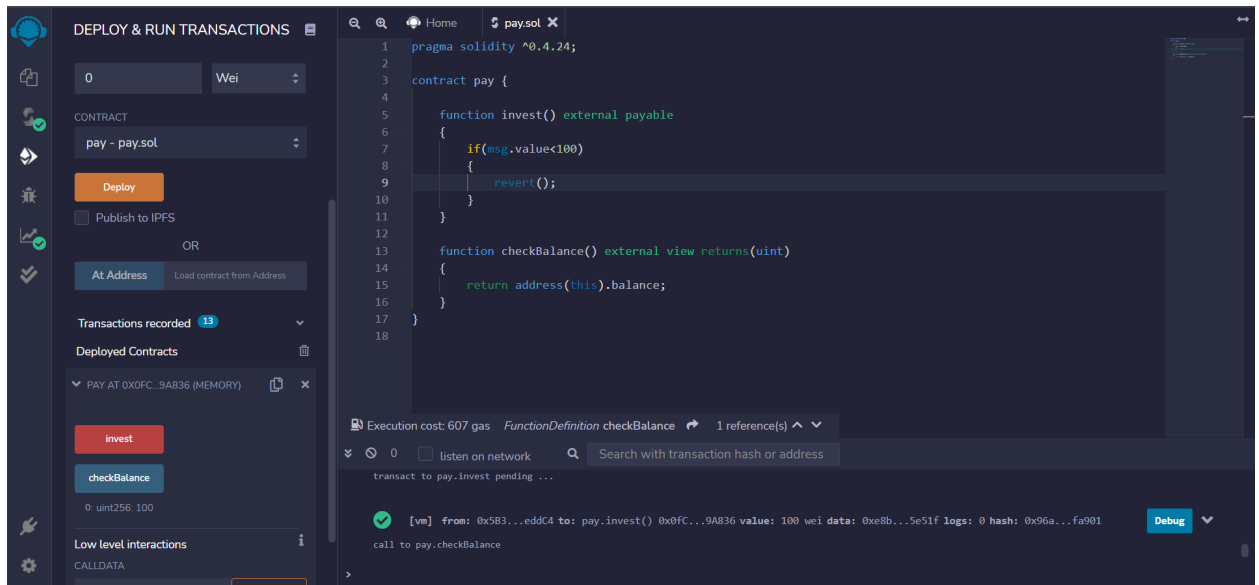 DEPLOY & RUN TRANSACTIONS
0 Wei
CONTRACT
pay - pay.sol
Deploy
Publish to IPFS
OR
At Address Load contract from Address
Transactions recorded 13
Deployed Contracts
PAY AT 0X0FC...9A836 (MEMORY)
invest
checkBalance
0: uint256: 100
Low level interactions i
CALLDATA
Home pay.sol
1 pragma solidity ^0.4.24;
2
3 contract pay {
4
5 function invest() external payable
6 {
7 if(msg.value<100)
8 {
9 revert();
10 }
11 }
12
13 function checkBalance() external view returns(uint)
14 {
15 return address(this).balance;
16 }
17 }
18
Execution cost: 607 gas FunctionDefinition checkBalance 1 reference(s)
0 listen on network Search with transaction hash or address
transact to pay.invest pending ...
[vm] from: 0x5B3...eddC4 to: pay.invest() 0x0fC...9A836 value: 100 wei data: 0xe8b...5e51f logs: 0 hash: 0x96a...fa901 Debug
call to pay.checkBalance
>